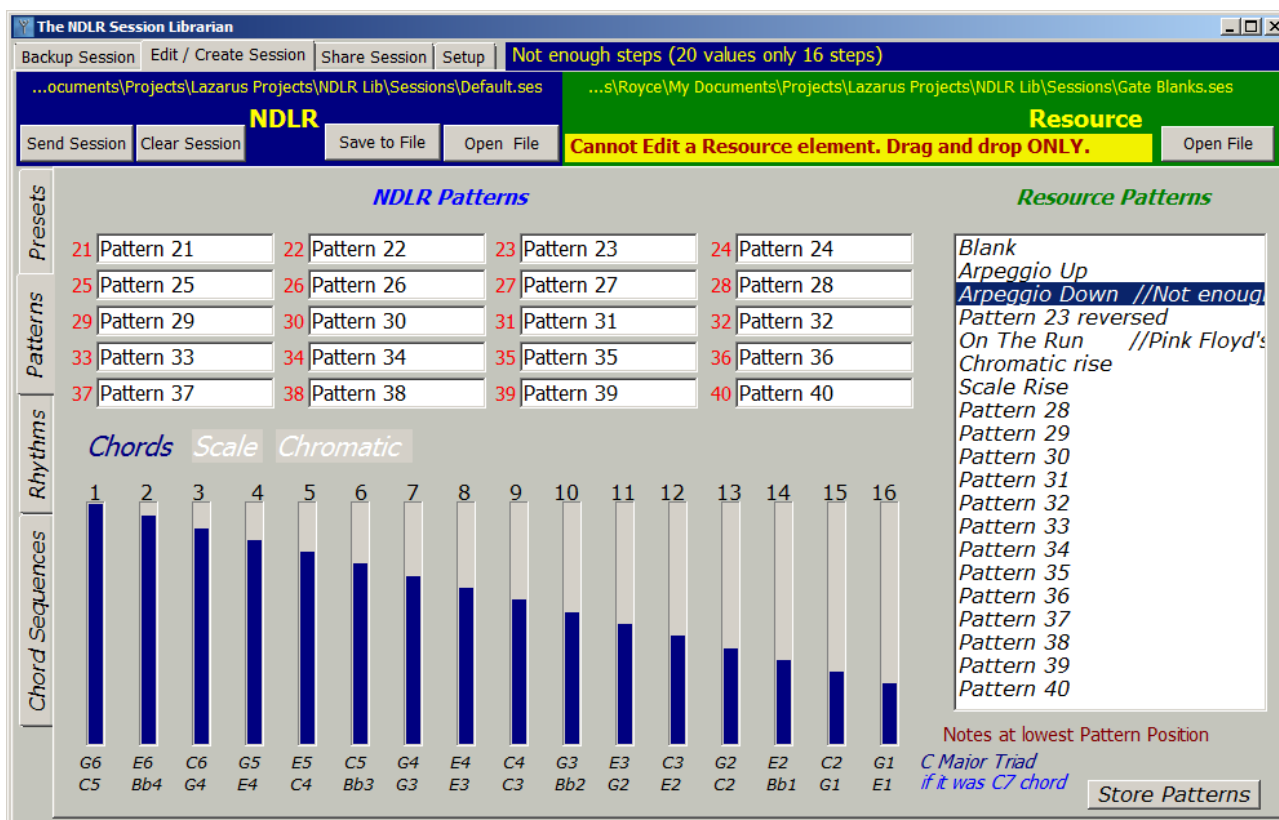 The NDLR Session Librarian
Backup Session Edit / Create Session Share Session Setup Not enough steps (20 values only 16 steps)
...ocuments\Projects\Lazarus Projects\NDLR Lib\Sessions\Default.ses
NDLR
Send Session Clear Session Save to File Open File
...s\Royce\My Documents\Projects\Lazarus Projects\NDLR Lib\Sessions\Gate Blanks.ses
Resource
Cannot Edit a Resource element. Drag and drop ONLY. Open File
Presets
Patterns
Rhythms
Chord Sequences
NDLR Patterns
21 Pattern 21 22 Pattern 22 23 Pattern 23 24 Pattern 24
25 Pattern 25 26 Pattern 26 27 Pattern 27 28 Pattern 28
29 Pattern 29 30 Pattern 30 31 Pattern 31 32 Pattern 32
33 Pattern 33 34 Pattern 34 35 Pattern 35 36 Pattern 36
37 Pattern 37 38 Pattern 38 39 Pattern 39 40 Pattern 40
Chords Scale Chromatic
1 2 3 4 5 6 7 8 9 10 11 12 13 14 15 16
G6 E6 C6 G5 E5 C5 G4 E4 C4 G3 E3 C3 G2 E2 C2 G1
C5 Bb4 G4 E4 C4 Bb3 G3 E3 C3 Bb2 G2 E2 C2 Bb1 G1 E1
Resource Patterns
Blank
Arpeggio Up
Arpeggio Down //Not enoug
Pattern 23 reversed
On The Run //Pink Floyd's
Chromatic rise
Scale Rise
Pattern 28
Pattern 29
Pattern 30
Pattern 31
Pattern 32
Pattern 33
Pattern 34
Pattern 35
Pattern 36
Pattern 37
Pattern 38
Pattern 39
Pattern 40
Notes at lowest Pattern Position
C Major Triad
if it was C7 chord
Store Patterns